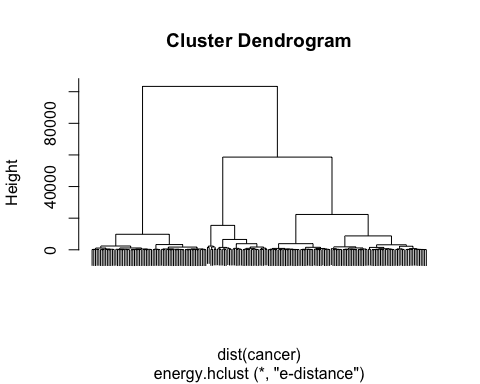 Cluster Dendrogram
Height
80000
40000
0
dist(cancer)
energy.hclust (*, "e-distance")